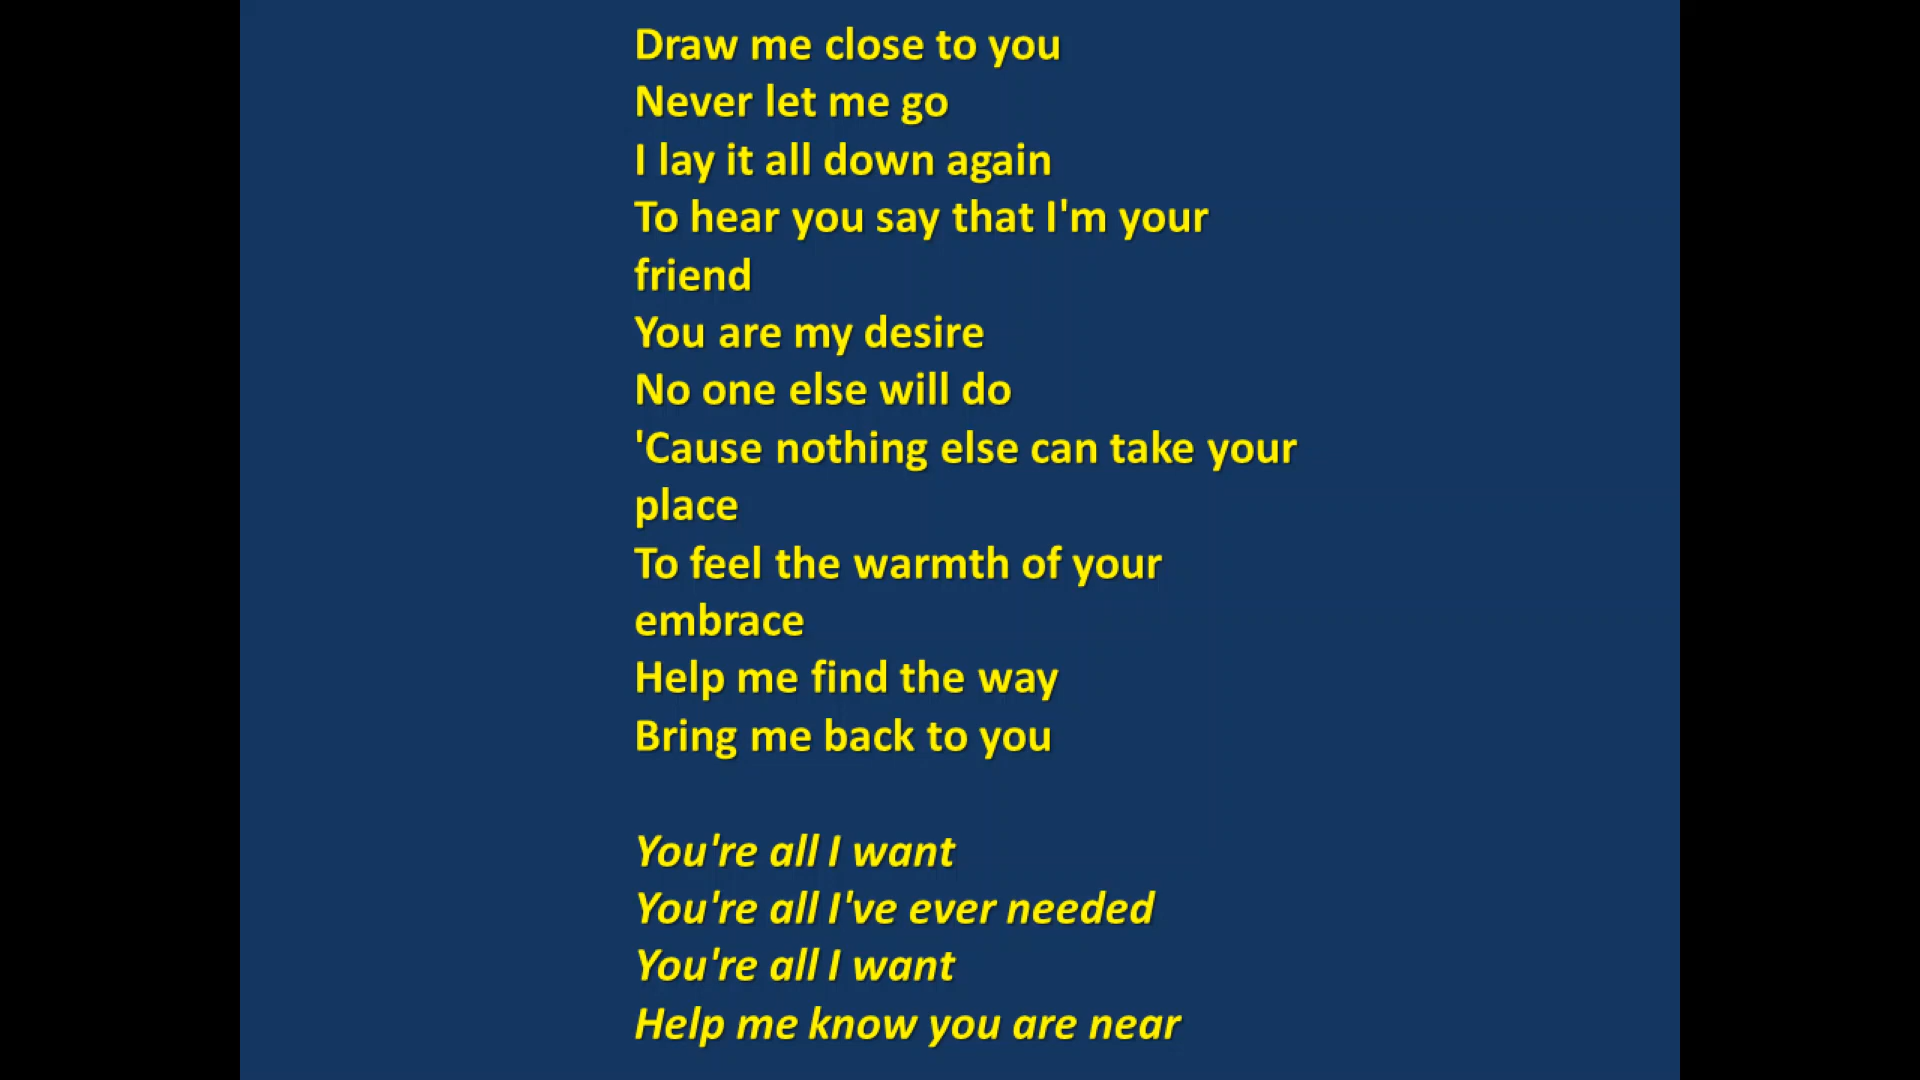 Draw me close to you
Never let me go
I lay it all down again
To hear you say that I'm your
friend
You are my desire
No one else will do
'Cause nothing else can take your
place
To feel the warmth of your
embrace
Help me find the way
Bring me back to you

You're all I want
You're all I've ever needed
You're all I want
Help me know you are near